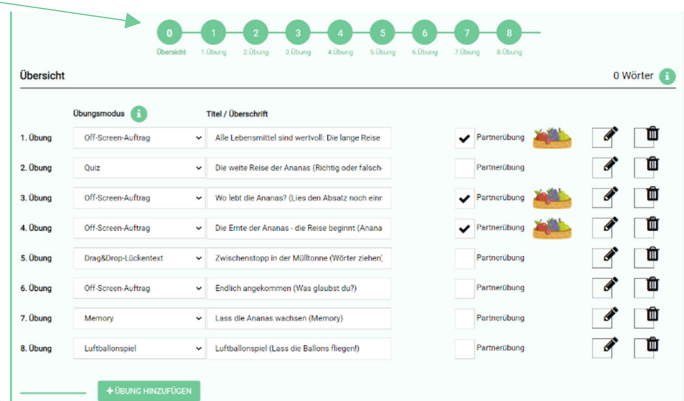 0 1 2 3 4 5 6 7 8
Übersicht 1.Übung 2.Übung 3.Übung 4.Übung 5.Übung 6.Übung 7.Übung 8.Übung
Übersicht 0 Wörter i
Übungsmodus i Titel / Überschrift
1. Übung Off-Screen-Auftrag Alle Lebensmittel sind wertvoll: Die lange Reise Partnerübung
2. Übung Quiz Die weite Reise der Ananas (Richtig oder falsch- Partnerübung
3. Übung Off-Screen-Auftrag Wo lebt die Ananas? (Lies den Absatz noch einr Partnerübung
4. Übung Off-Screen-Auftrag Die Ernte der Ananas - die Reise beginnt (Anana Partnerübung
5. Übung Drag&Drop-Lückentext Zwischenstopp in der Mülltonne (Wörter ziehen) Partnerübung
6. Übung Off-Screen-Auftrag Endlich angekommen (Was glaubst du?) Partnerübung
7. Übung Memory Lass die Ananas wachsen (Memory) Partnerübung
8. Übung Luftballonspiel Luftballonspiel (Lass die Ballons fliegen!) Partnerübung
+ ÜBUNG HINZUFÜGEN